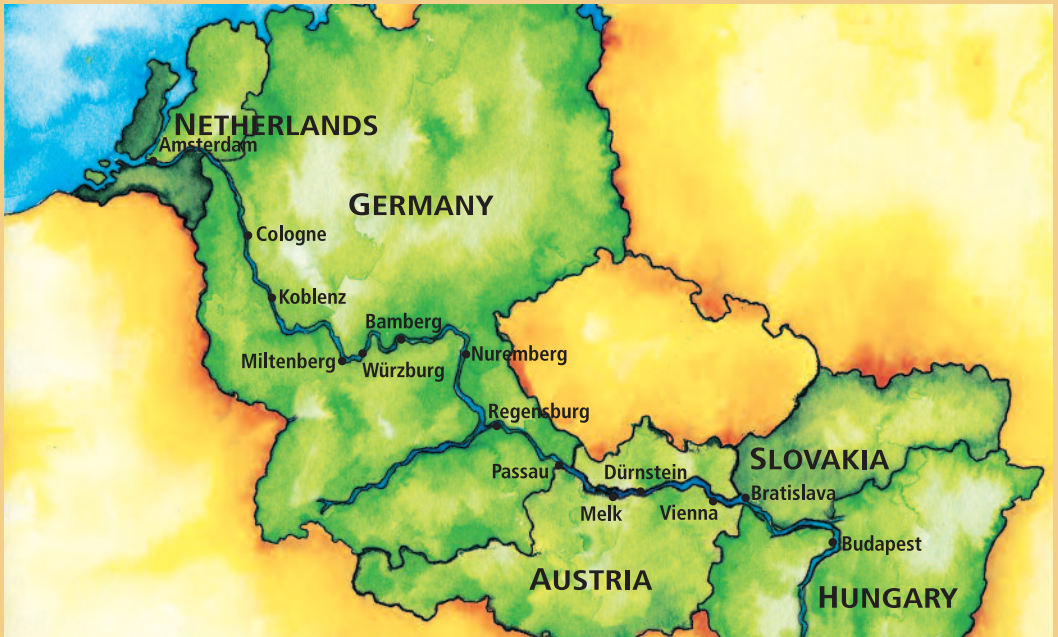 NETHERLANDS
Amsterdam
GERMANY
Cologne
Koblenz
Bamberg
Miltenberg
Würzburg
Nuremberg
Regensburg
Passau
Dürnstein
SLOVAKIA
Melk
Vienna
Bratislava
Budapest
AUSTRIA
HUNGARY